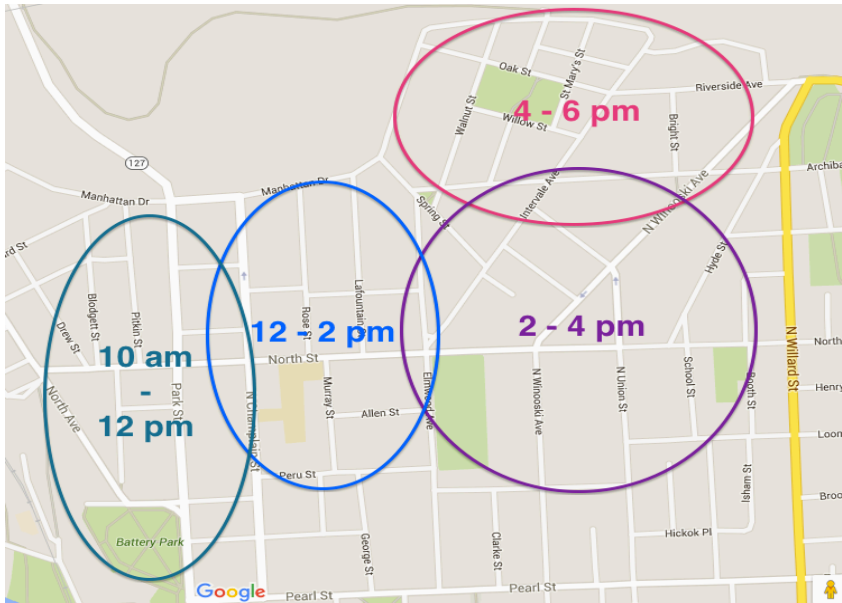 Oak St
St Mary's St
Riverside Ave
4 - 6 pm
Walnut St
Willow St
Bright St
127
Manhattan Dr
Manhattan Dr
Archiba
Spring St
Intervale Ave
N Winooski Ave
Hyde St
ard St
Blodgett St
Pitkin St
Drew St
Rose St
Lafountain
12 - 2 pm
2 - 4 pm
10 am
-
12 pm
North St
North
N Willard St
Park St
North Ave
N Champlain St
Murray St
Allen St
Elmwood Ave
N Winooski Ave
N Union St
School St
Booth St
Henry
Loom
Peru St
Isham St
Broo
Battery Park
George St
Clarke St
Hickok Pl
Google
Pearl St
Pearl St